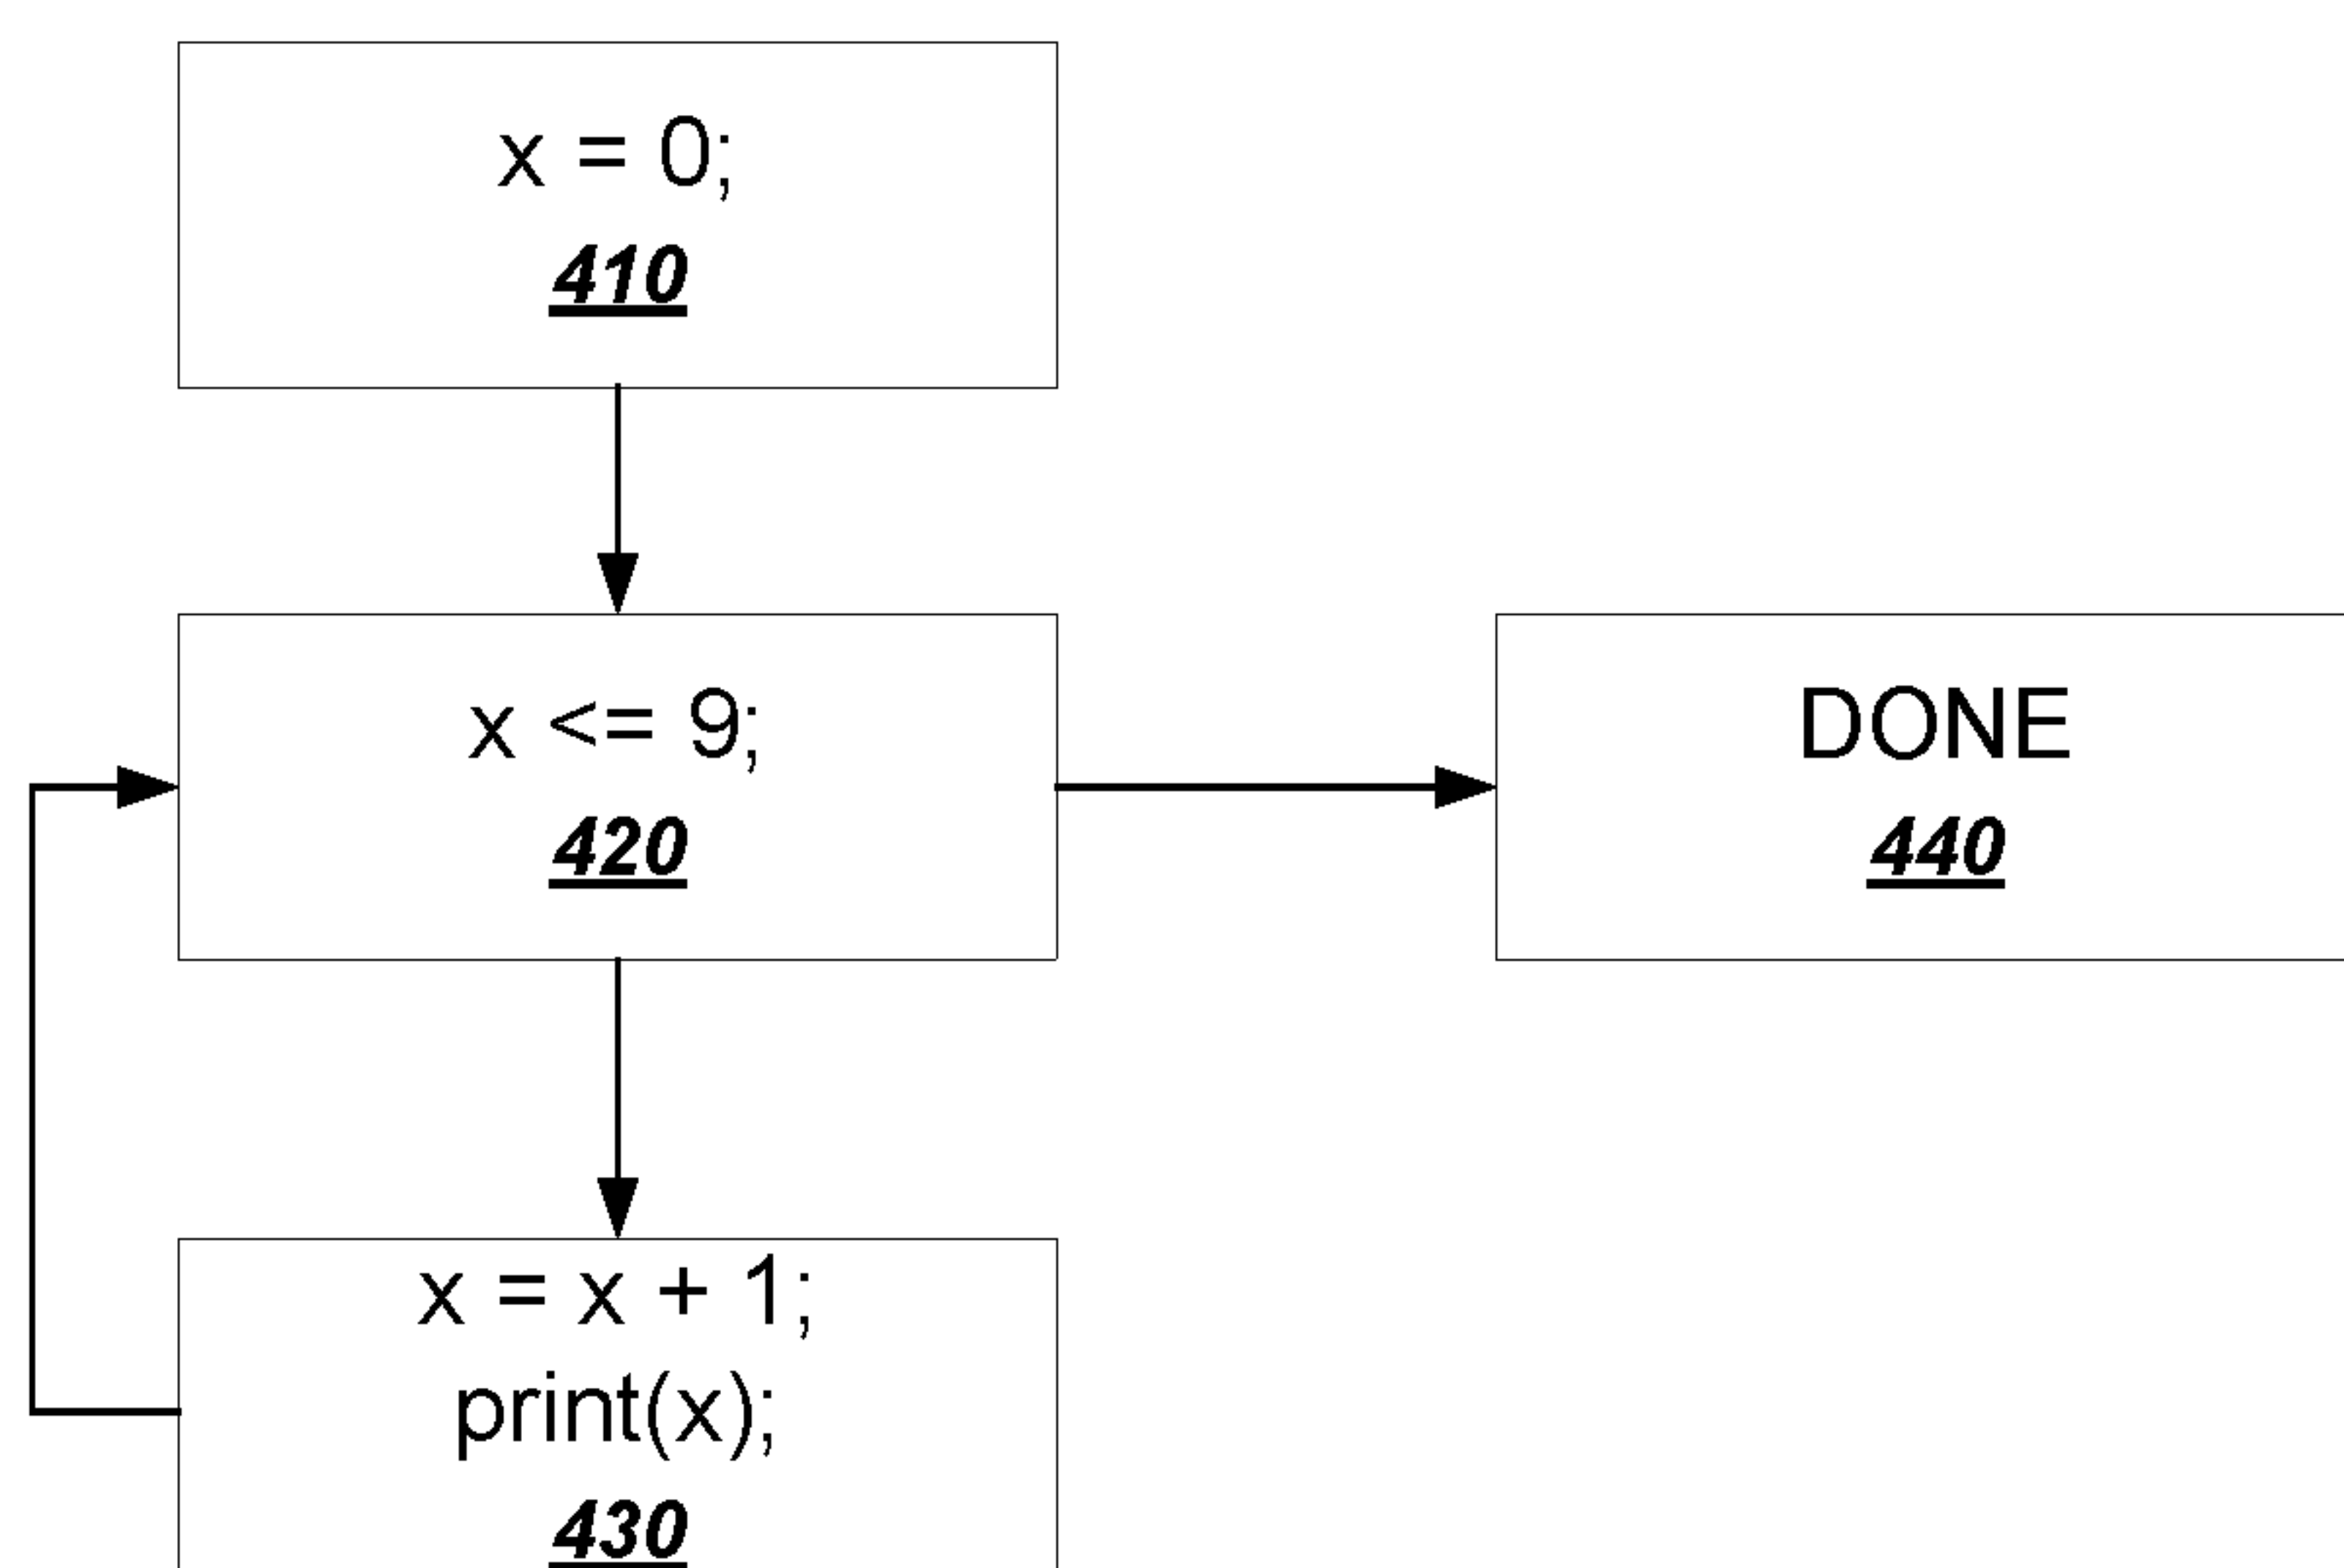 x = 0;
410
x <= 9;
420
DONE
440
x = x + 1;
print(x);
430